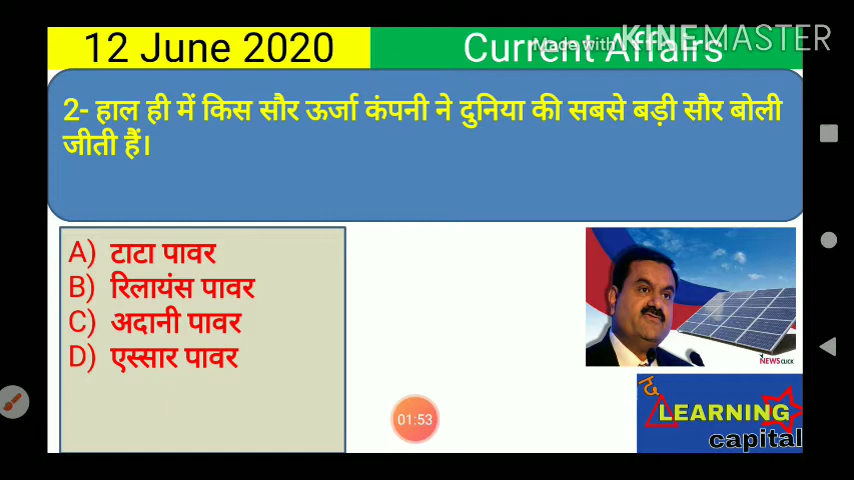 12 June 2020
Current Affairs
Made with KINEMASTER
2- हाल ही में किस सौर ऊर्जा कंपनी ने दुनिया की सबसे बड़ी सौर बोली
जीती हैं।
A) टाटा पावर
B) रिलायंस पावर
C) अदानी पावर
D) एस्सार पावर
NEWSCLICK
द
LEARNING
capital
01:53